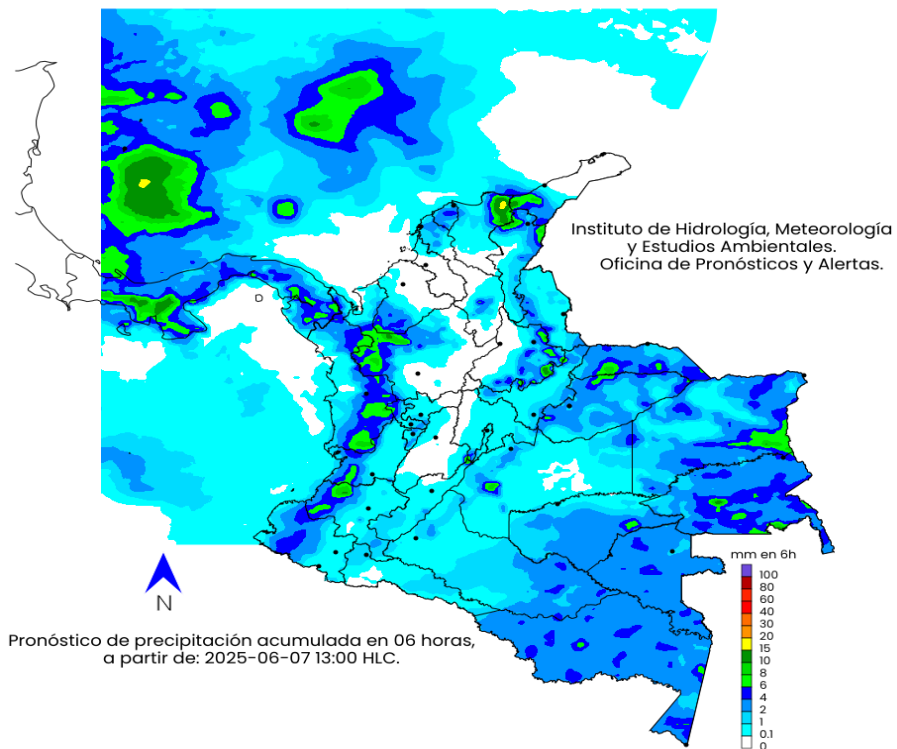 D
Instituto de Hidrología, Meteorología
y Estudios Ambientales.
Oficina de Pronósticos y Alertas.
N
Pronóstico de precipitación acumulada en 06 horas,
a partir de: 2025-06-07 13:00 HLC.
mm en 6h
100
80
60
40
30
20
15
10
8
6
4
2
1
0.1
0